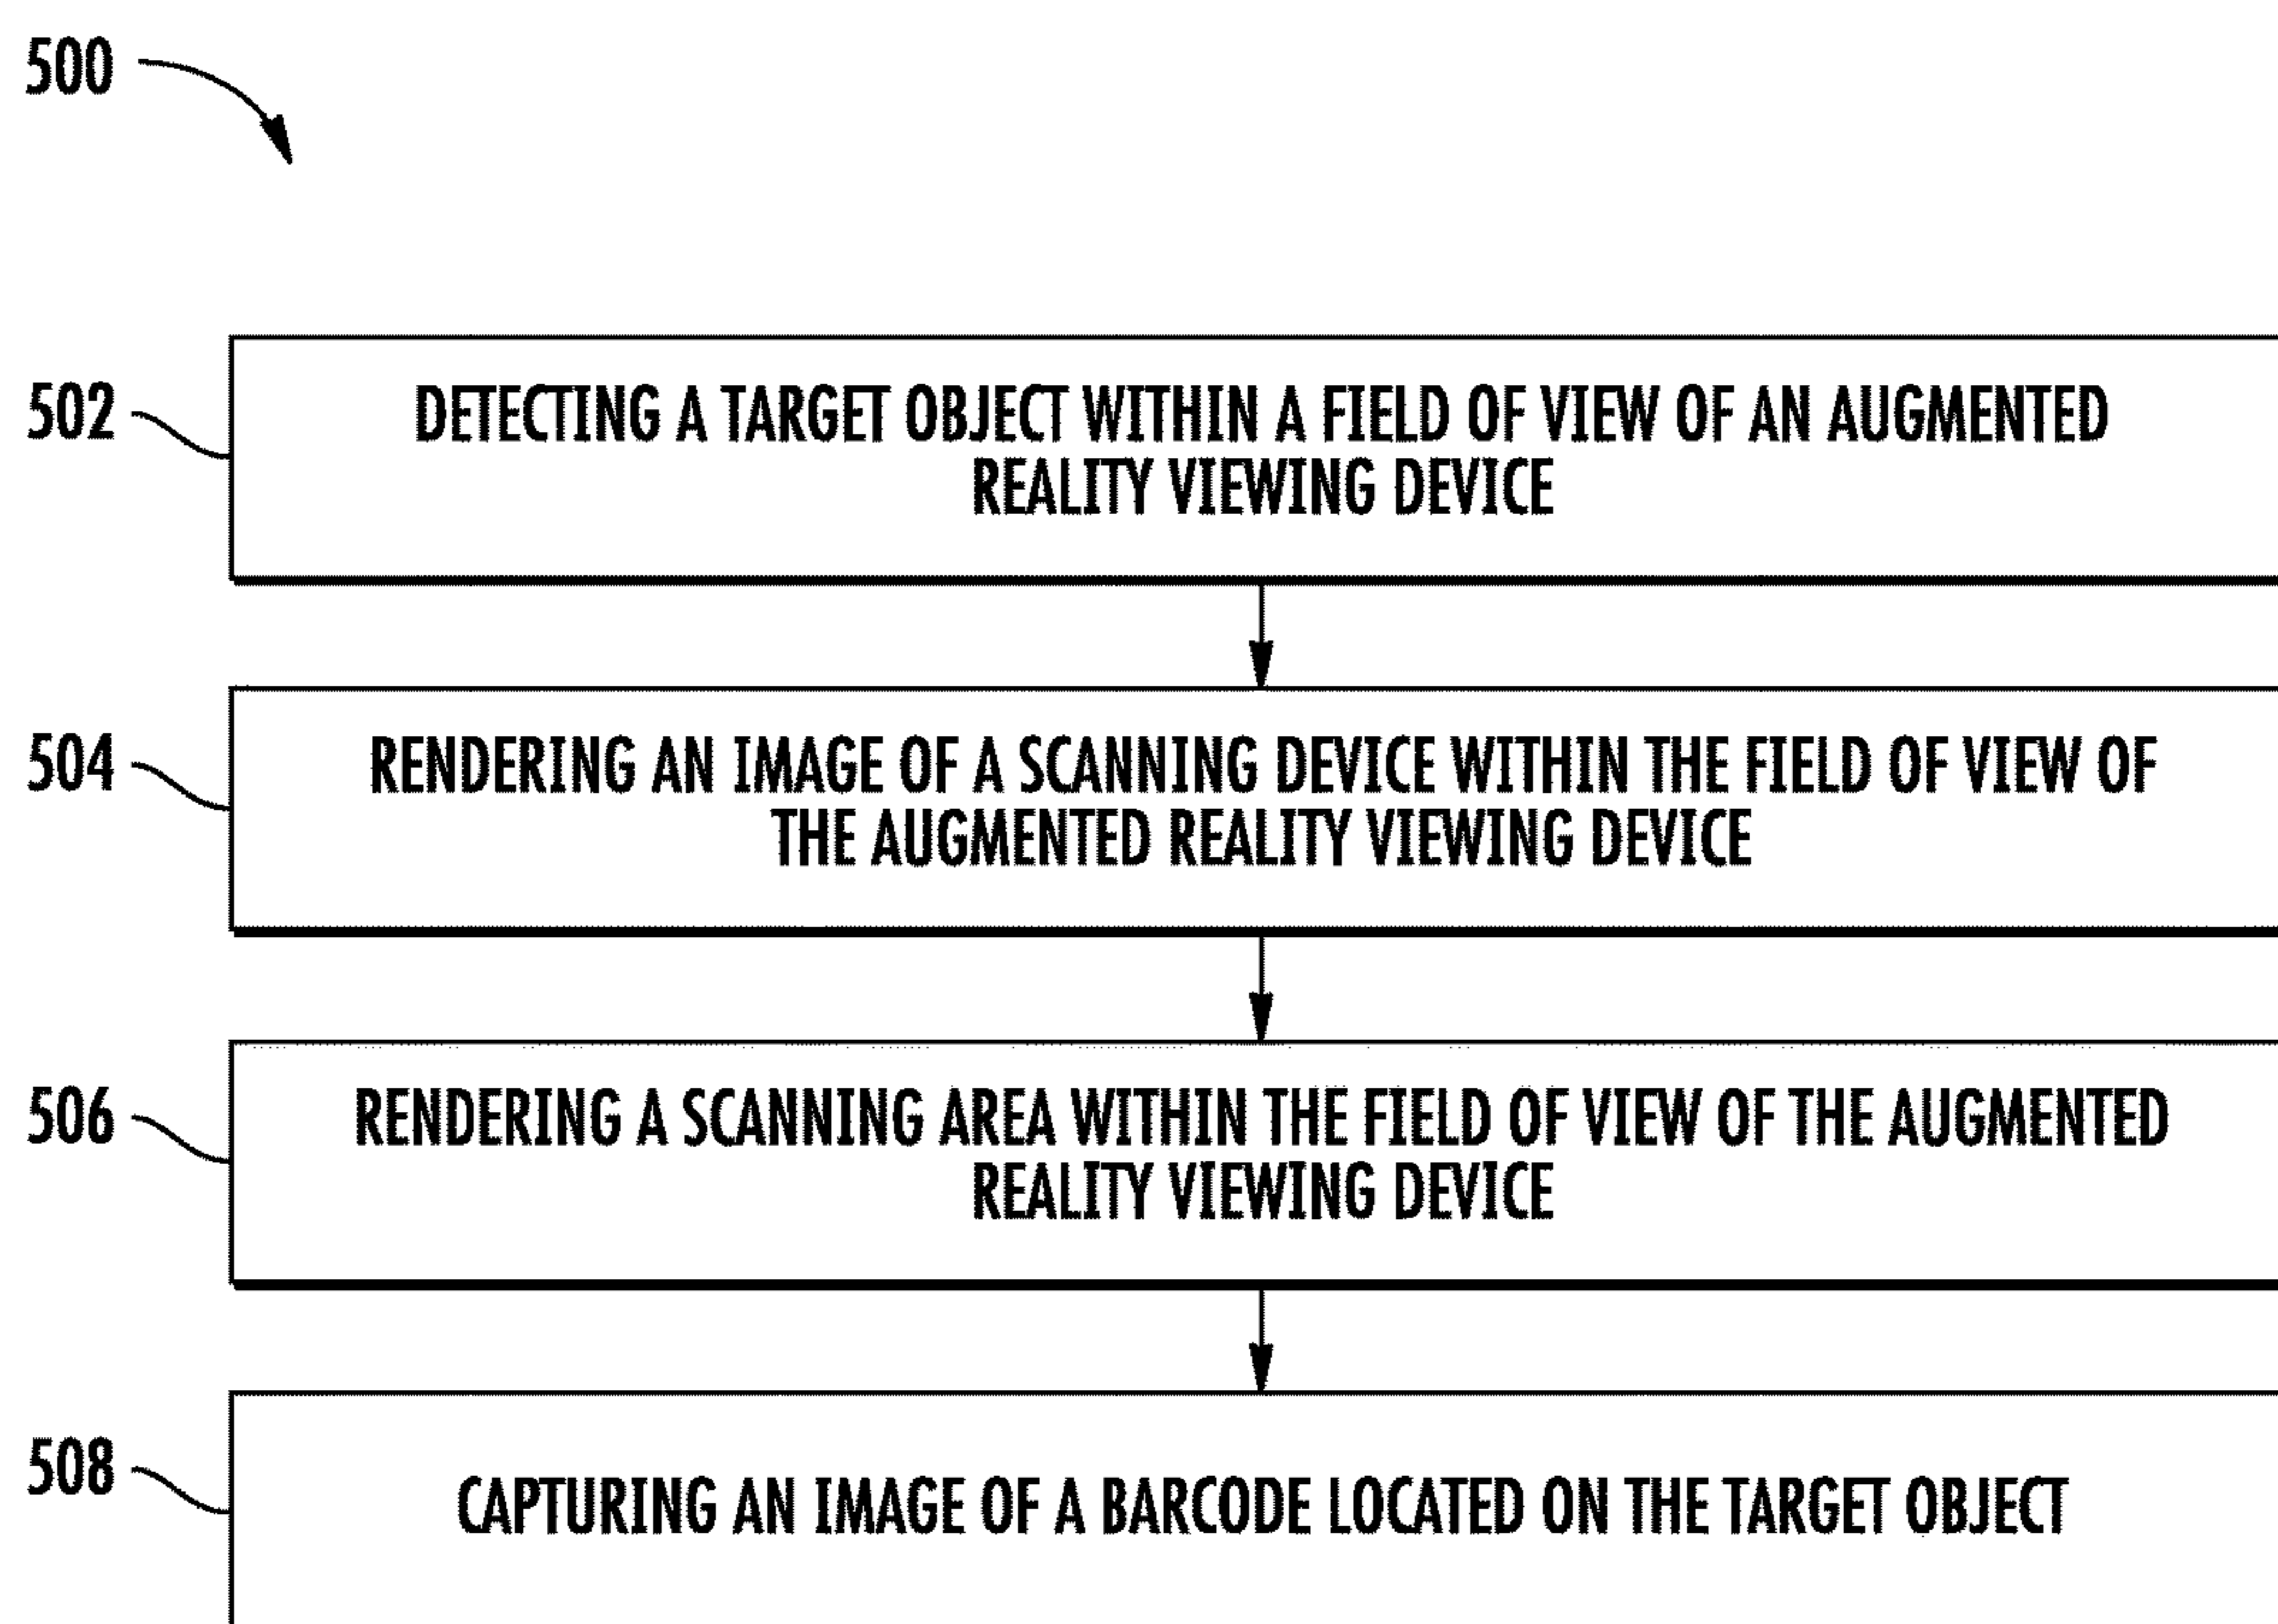 500
502
DETECTING A TARGET OBJECT WITHIN A FIELD OF VIEW OF AN AUGMENTED
REALITY VIEWING DEVICE
504
RENDERING AN IMAGE OF A SCANNING DEVICE WITHIN THE FIELD OF VIEW OF
THE AUGMENTED REALITY VIEWING DEVICE
506
RENDERING A SCANNING AREA WITHIN THE FIELD OF VIEW OF THE AUGMENTED
REALITY VIEWING DEVICE
508
CAPTURING AN IMAGE OF A BARCODE LOCATED ON THE TARGET OBJECT